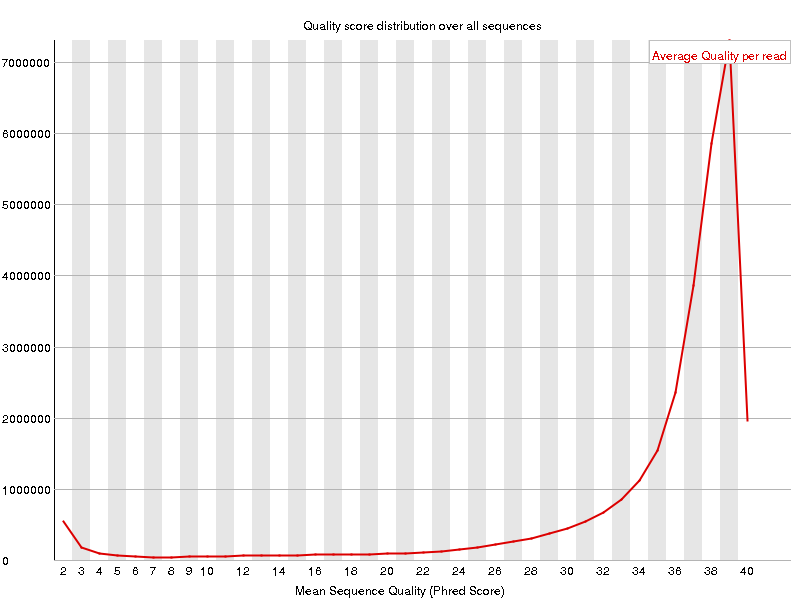 Quality score distribution over all sequences
Average Quality per read
7000000
6000000
5000000
4000000
3000000
2000000
1000000
0
2 3 4 5 6 7 8 9 10 12 14 16 18 20 22 24 26 28 30 32 34 36 38 40
Mean Sequence Quality (Phred Score)